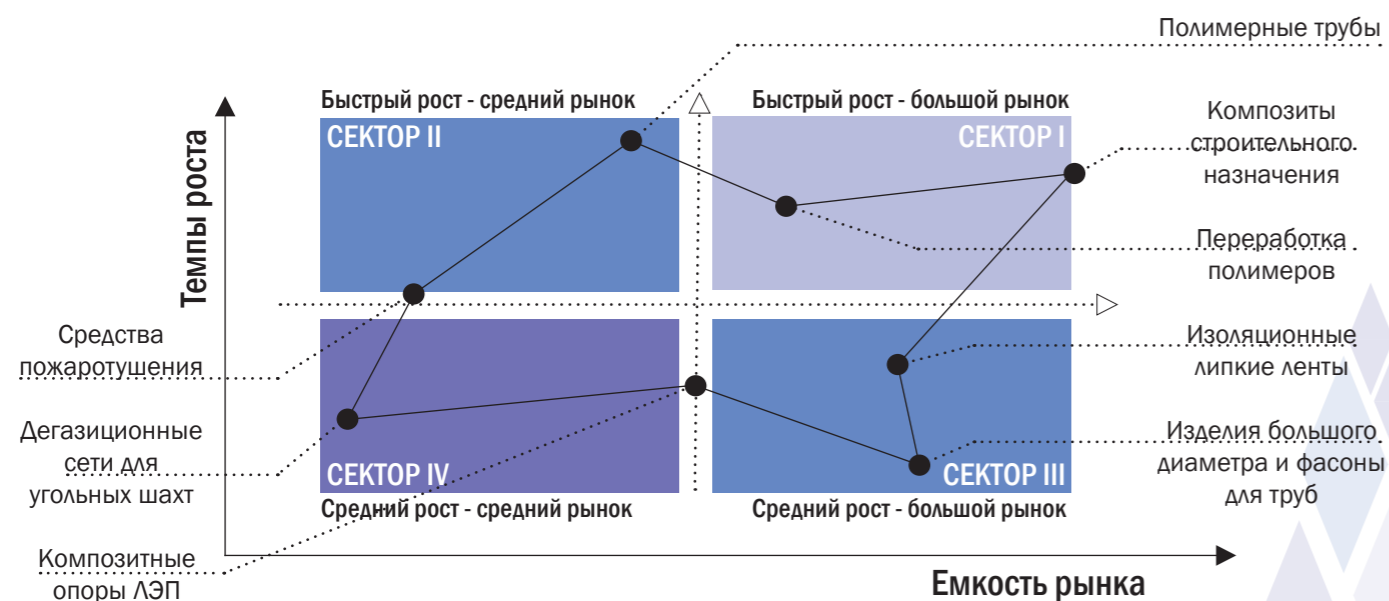 Полимерные трубы
Быстрый рост - средний рынок
Быстрый рост - большой рынок
СЕКТОР II
СЕКТОР I
Композиты
строительного
назначения
Темпы роста
Переработка
полимеров
Средства
пожаротушения
Изоляционные
липкие ленты
Дегазиционные
сети для
угольных шахт
Изделия большого
диаметра и фасоны
для труб
СЕКТОР IV
СЕКТОР III
Средний рост - средний рынок
Средний рост - большой рынок
Композитные
опоры ЛЭП
Емкость рынка